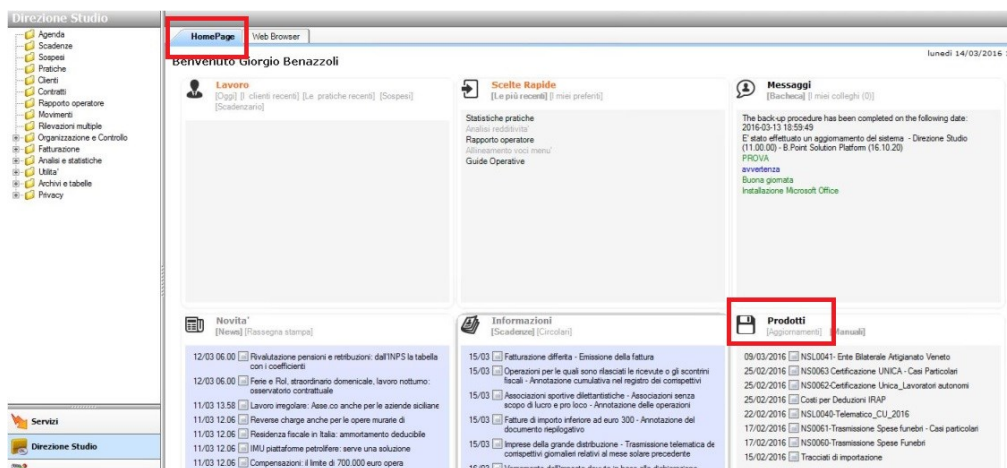 Direzione Studio
Agenda
Scadenze
Sospesi
Pratiche
Clienti
Contratti
Rapporto operatore
Movimenti
Rilevazioni multiple
Organizzazione e Controllo
Fatturazione
Analisi e statistiche
Utilita'
Archivi e tabelle
Privacy
Servizi
Direzione Studio
HomePage
Web Browser
lunedì 14/03/2016
Benvenuto Giorgio Benazzoli
Lavoro
[Oggi] [I clienti recenti] [Le pratiche recenti] [Sospesi]
[Scadenzario]
Scelte Rapide
[Le più recenti] [I miei preferiti]
Statistiche pratiche
Analisi redditivita'
Rapporto operatore
Allineamento voci menu'
Guide Operative
Messaggi
[Bacheca] [I miei colleghi (0)]
The back-up procedure has been completed on the following date:
2016-03-13 18:59:49
E' stato effettuato un aggiornamento del sistema - Direzione Studio
(11.00.00) - B.Point Solution Platform (16.10.20)
PROVA
avvertenza
Buona giornata
Installazione Microsoft Office
Novita'
[News] [Rassegna stampa]
12/03 06.00 Rivalutazione pensioni e retribuzioni: dall'INPS la tabella
con i coefficienti
12/03 06.00 Ferie e Rol, straordinario domenicale, lavoro notturno:
osservatorio contrattuale
11/03 13.58 Lavoro irregolare: Asse.co anche per le aziende siciliane
11/03 12.06 Reverse charge anche per le opere murarie di
11/03 12.06 Residenza fiscale in Italia: ammortamento deducibile
11/03 12.06 IMU piattaforme petrolifere: serve una soluzione
11/03 12.06 Compensazioni: il limite di 700.000 euro opera
Informazioni
[Scadenze] [Circolari]
15/03 Fatturazione differita - Emissione della fattura
15/03 Operazioni per le quali sono rilasciati le ricevute o gli scontrini
fiscali - Annotazione cumulativa nel registro dei corrispettivi
15/03 Associazioni sportive dilettantistiche - Associazioni senza
scopo di lucro e pro loco - Annotazione delle operazioni
15/03 Fatture di importo inferiore ad euro 300 - Annotazione del
documento riepilogativo
15/03 Imprese della grande distribuzione - Trasmissione telematica dei
corrispettivi giornalieri relativi al mese solare precedente
Prodotti
[Aggiornamenti] [Manuali]
09/03/2016 NSL0041- Ente Bilaterale Artigianato Veneto
25/02/2016 NS0063 Certificazione UNICA - Casi Particolari
25/02/2016 NS0062-Certificazione Unica_Lavoratori autonomi
25/02/2016 Costi per Deduzioni IRAP
22/02/2016 NSL0040-Telematico_CU_2016
17/02/2016 NS0061-Trasmissione Spese funebri - Casi particolari
17/02/2016 NS0060-Trasmissione Spese Funebri
15/02/2016 Tracciati di importazione